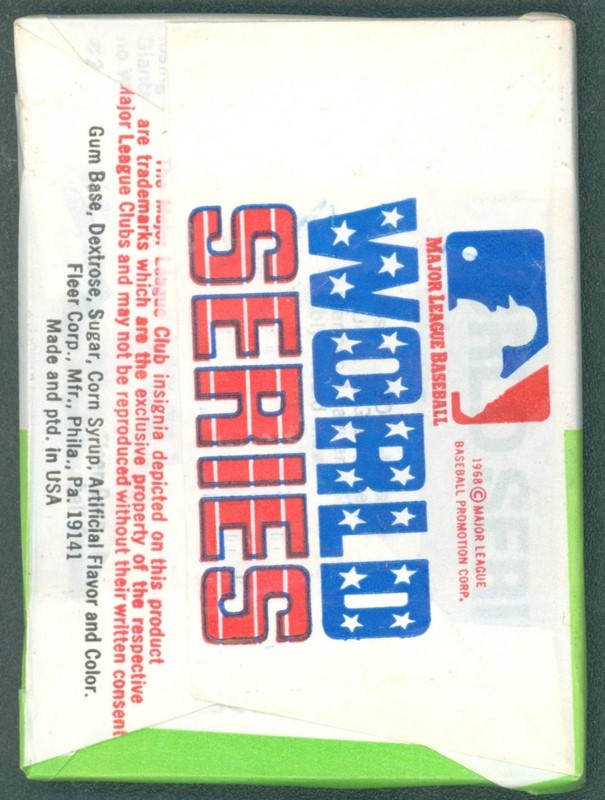 MAJOR LEAGUE BASEBALL
1968 © MAJOR LEAGUE
BASEBALL PROMOTION CORP.
WORLD
SERIES
The Major League Club insignia depicted on this product
are trademarks which are the exclusive property of the respective
Major League Clubs and may not be reproduced without their written consent
Gum Base, Dextrose, Sugar, Corn Syrup, Artificial Flavor and Color.
Fleer Corp., Mfr., Phila., Pa. 19141
Made and ptd. in USA